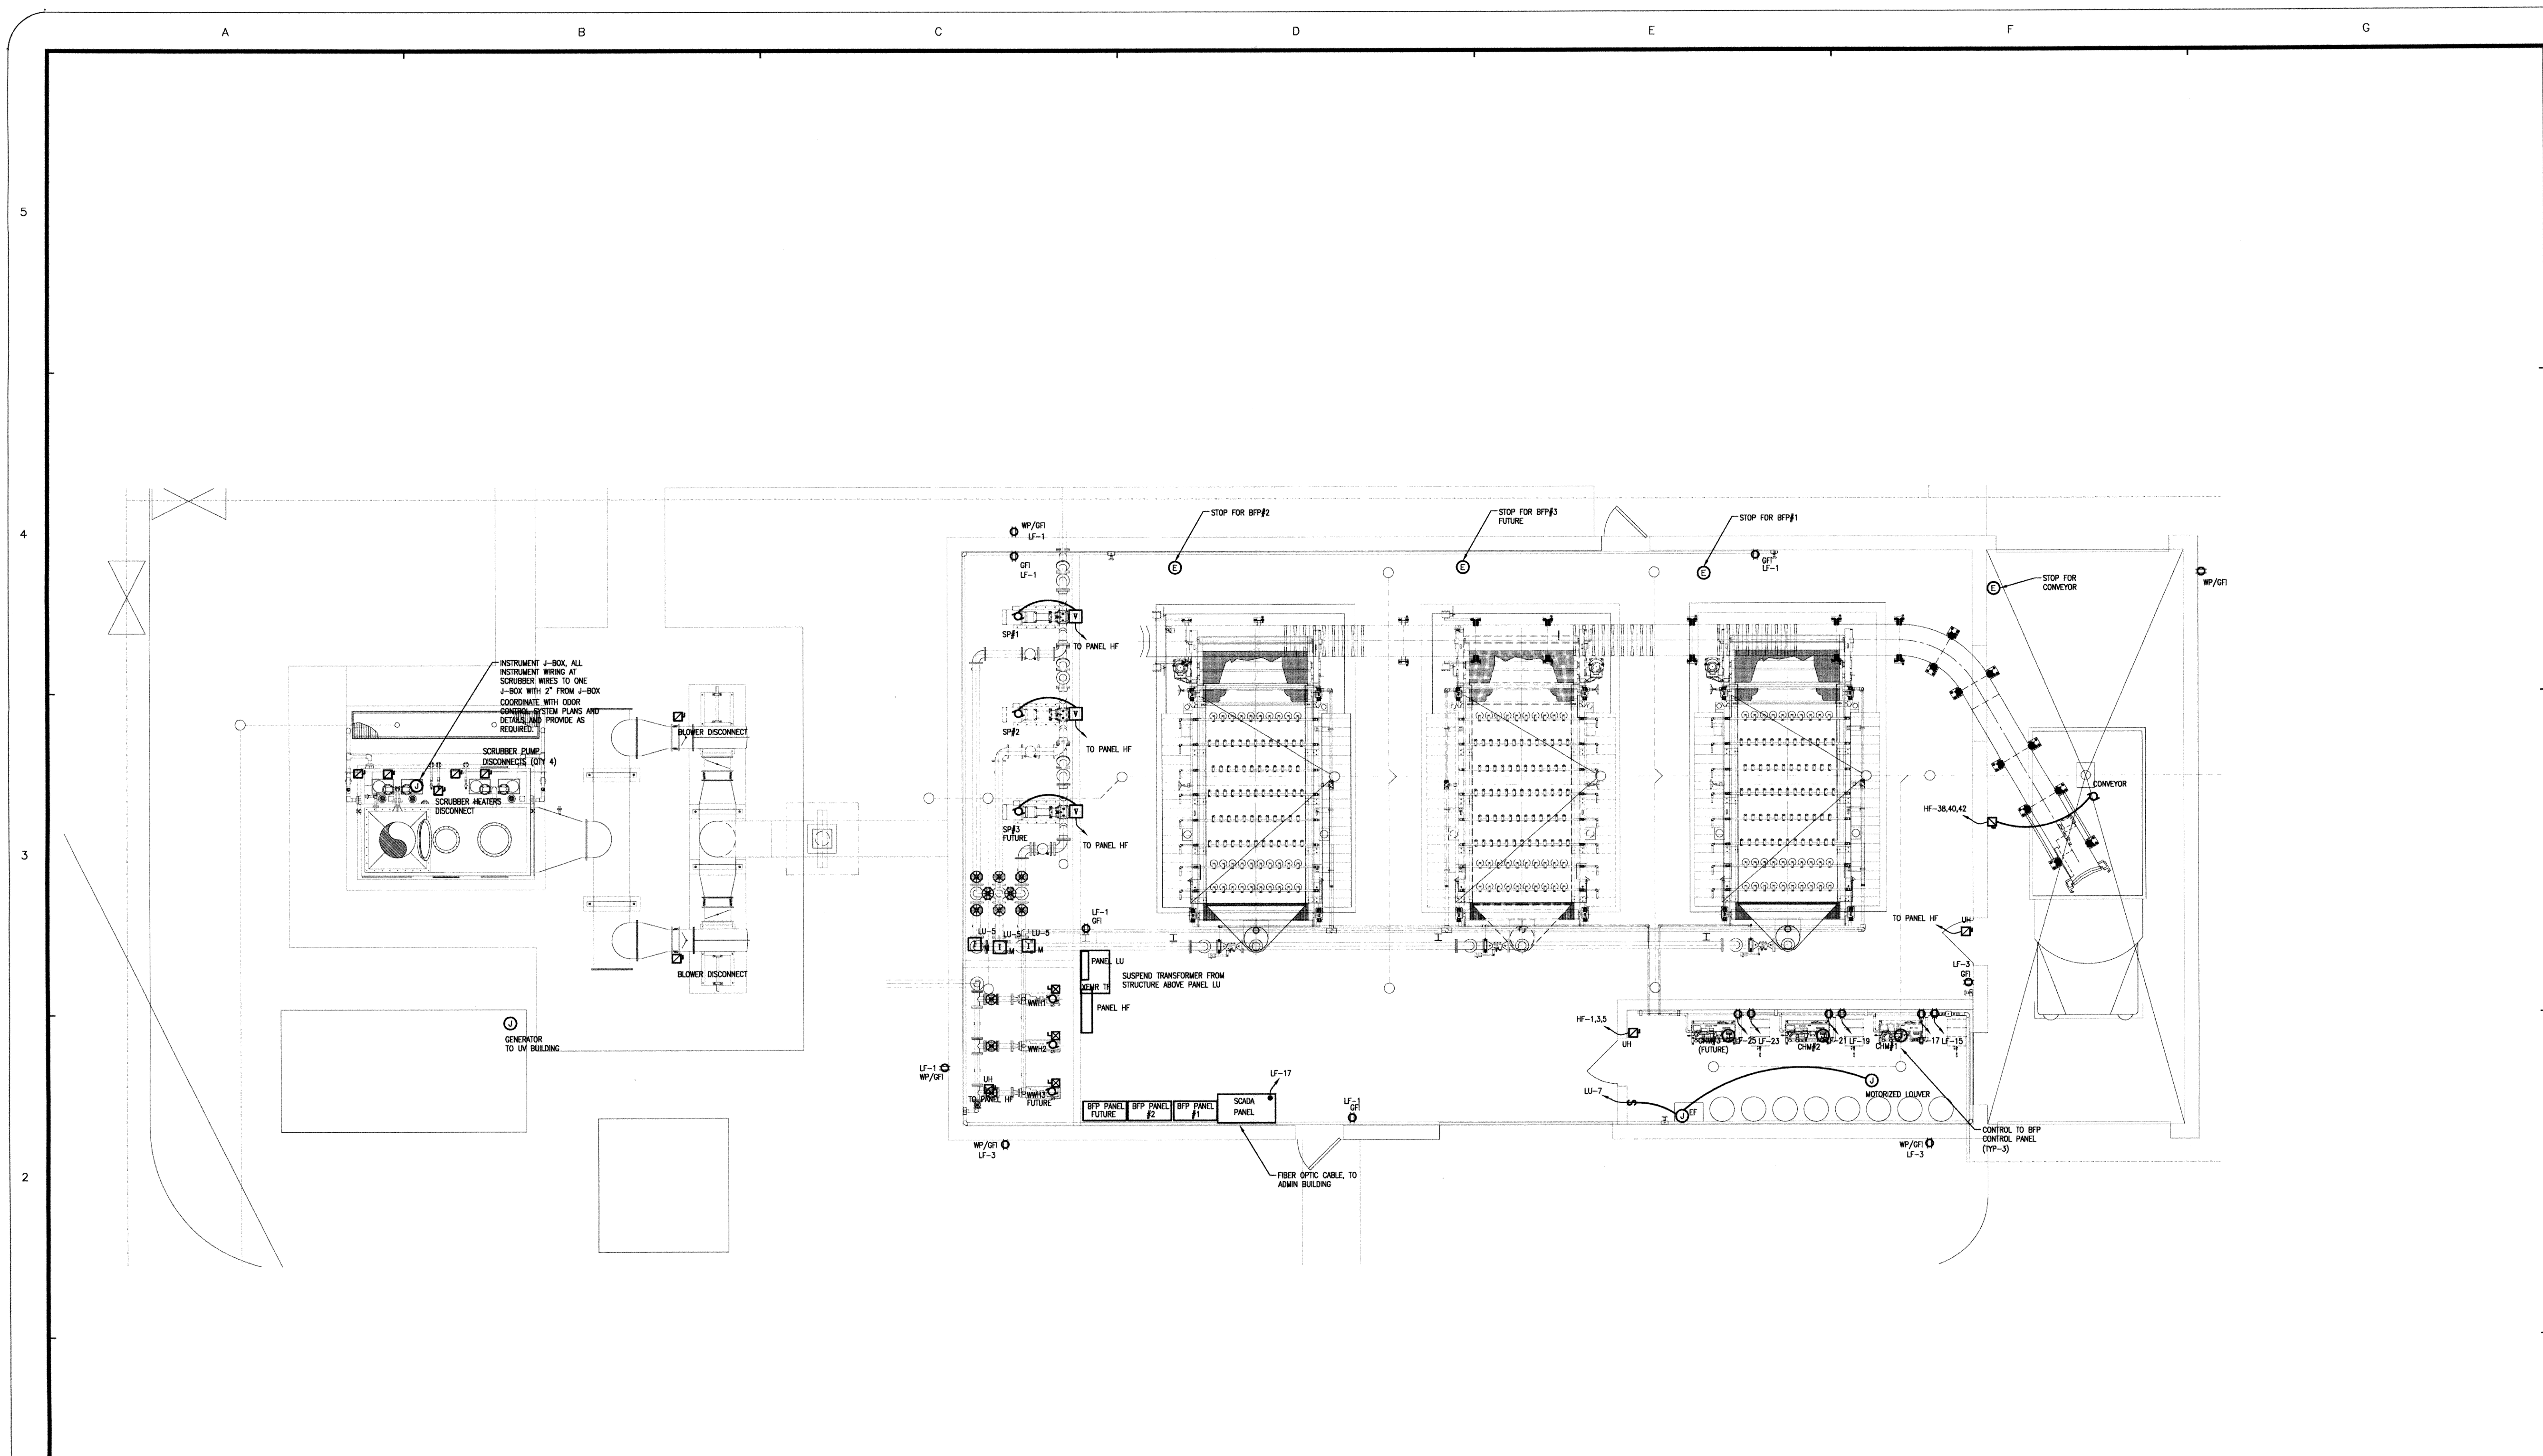 A B C D E F G
5
4
3
2
STOP FOR BFP#2
STOP FOR BFP#3
FUTURE
STOP FOR BFP#1
WP/GFI
LF-1
GFI
LF-1
GFI
LF-1
E
E
E
E
STOP FOR
CONVEYOR
WP/GFI
SP#1
V
TO PANEL HF
INSTRUMENT J-BOX, ALL
INSTRUMENT WIRING AT
SCRUBBER WIRES TO ONE
J-BOX WITH 2" FROM J-BOX
COORDINATE WITH ODOR
CONTROL SYSTEM PLANS AND
DETAILS AND PROVIDE AS
REQUIRED.
BLOWER DISCONNECT
SP#2
V
TO PANEL HF
SCRUBBER PUMP
DISCONNECTS (QTY 4)
J
SCRUBBER HEATERS
DISCONNECT
CONVEYOR
HF-38,40,42
SP#3
FUTURE
V
TO PANEL HF
LF-1
GFI
TO PANEL HF
UH
LU-5
LU-5
LU-5
I
M
I
M
M
BLOWER DISCONNECT
PANEL LU
SUSPEND TRANSFORMER FROM
STRUCTURE ABOVE PANEL LU
XFMR TF
PANEL HF
LF-3
GFI
WWH1
WWH2
WWH3
FUTURE
J
GENERATOR
TO UV BUILDING
HF-1,3,5
UH
CHM#3
(FUTURE)
LF-25
LF-23
CHM#2
LF-21
LF-19
CHM#1
LF-17
LF-15
LF-1
WP/GFI
UH
TO PANEL HF
LF-17
BFP PANEL
FUTURE
BFP PANEL
#2
BFP PANEL
#1
SCADA
PANEL
LF-1
GFI
LU-7
S
J
EF
J
MOTORIZED LOUVER
CONTROL TO BFP
CONTROL PANEL
(TYP-3)
WP/GFI
LF-3
WP/GFI
LF-3
FIBER OPTIC CABLE, TO
ADMIN BUILDING